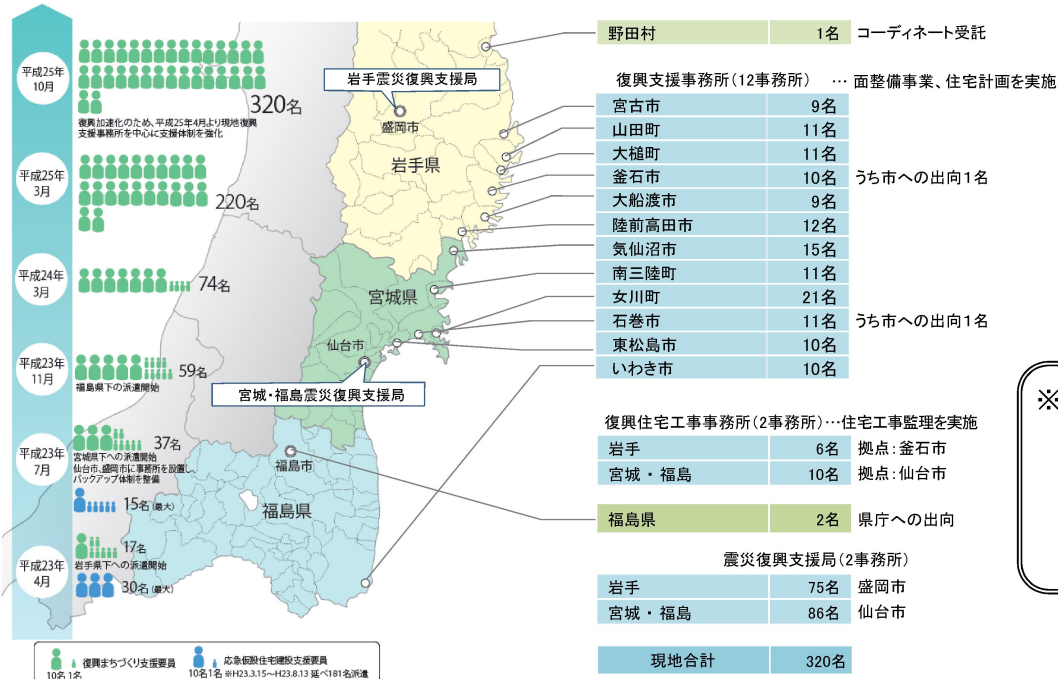 平成25年
10月
320名
復興加速化のため、平成25年4月より現地復興
支援事務所を中心に支援体制を強化
平成25年
3月
220名
平成24年
3月
74名
平成23年
11月
59名
福島県下の派遣開始
平成23年
7月
37名
宮城県下への派遣開始
仙台市、盛岡市に事務所を設置し、
バックアップ体制を整備
15名(最大)
平成23年
4月
17名
岩手県下への派遣開始
30名(最大)
復興まちづくり支援要員
10名 1名
応急仮設住宅建設支援要員
10名 1名 ※H23.3.15～H23.8.13 延べ181名派遣
岩手震災復興支援局
盛岡市
岩手県
宮城県
仙台市
宮城・福島震災復興支援局
福島市
福島県
野田村 1名 コーディネート受託
復興支援事務所(12事務所) … 面整備事業、住宅計画を実施
宮古市 9名
山田町 11名
大槌町 11名
釜石市 10名 うち市への出向1名
大船渡市 9名
陸前高田市 12名
気仙沼市 15名
南三陸町 11名
女川町 21名
石巻市 11名 うち市への出向1名
東松島市 10名
いわき市 10名
復興住宅工事事務所(2事務所)…住宅工事監理を実施
岩手 6名 拠点:釜石市
宮城・福島 10名 拠点:仙台市
福島県 2名 県庁への出向
震災復興支援局(2事務所)
岩手 75名 盛岡市
宮城・福島 86名 仙台市
現地合計 320名
※